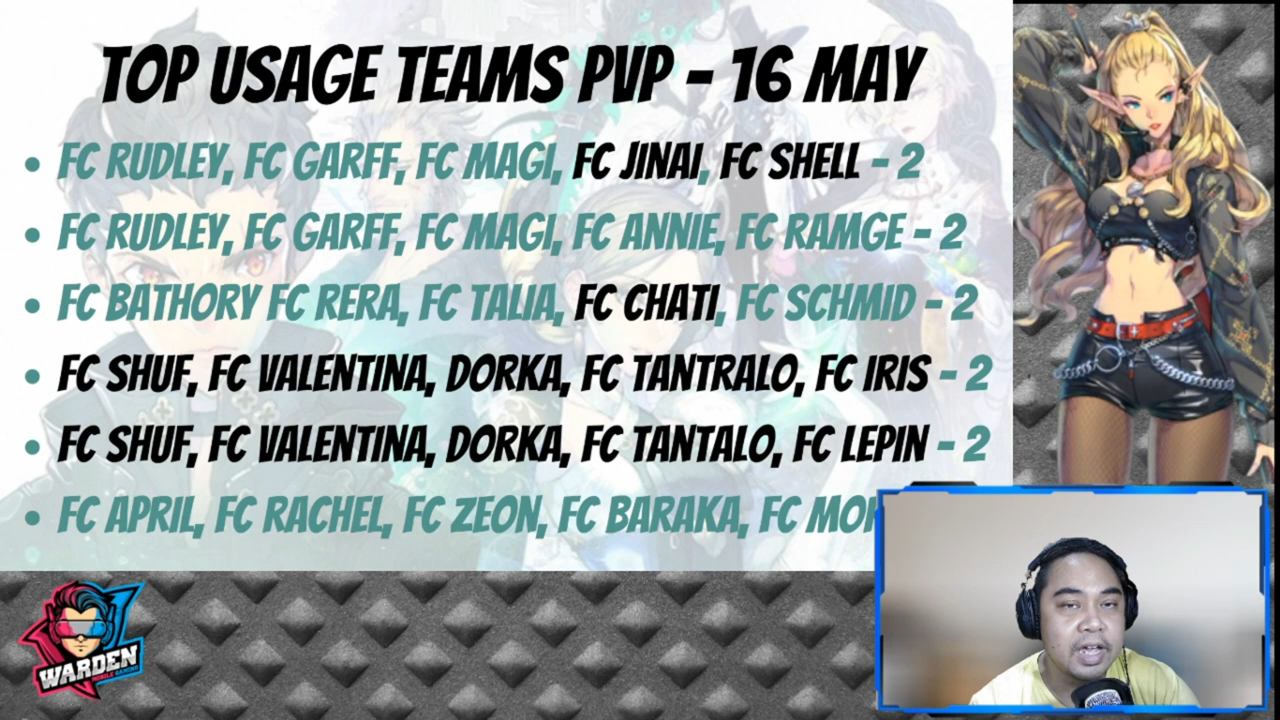 TOP USAGE TEAMS PVP - 16 MAY
• FC RUDLEY, FC GARFF, FC MAGI, FC JINAI, FC SHELL - 2
• FC RUDLEY, FC GARFF, FC MAGI, FC ANNIE, FC RAMGE - 2
• FC BATHORY FC RERA, FC TALIA, FC CHATI, FC SCHMID - 2
• FC SHUF, FC VALENTINA, DORKA, FC TANTRALO, FC IRIS - 2
• FC SHUF, FC VALENTINA, DORKA, FC TANTALO, FC LEPIN - 2
• FC APRIL, FC RACHEL, FC ZEON, FC BARAKA, FC
WARDEN
MOBILE GAMING